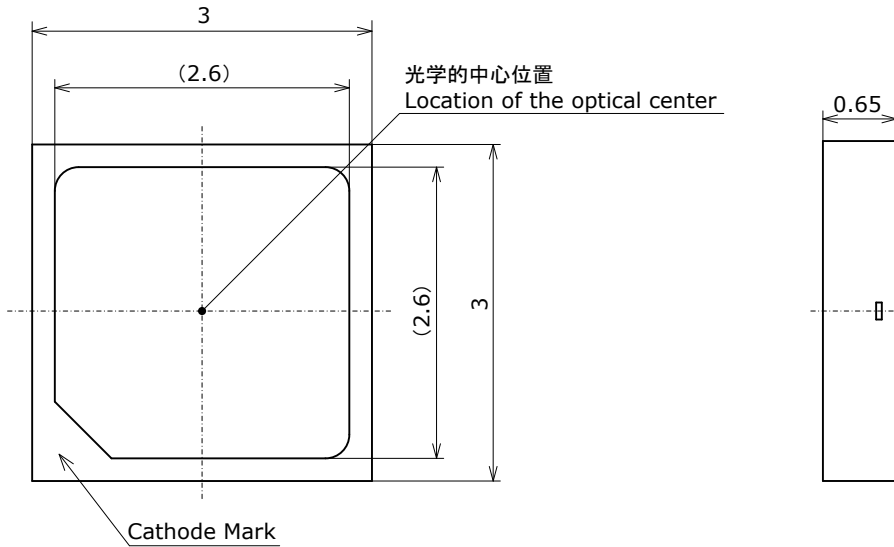 3
（2.6）
光学的中心位置
Location of the optical center
0.65
（2.6）
3
Cathode Mark